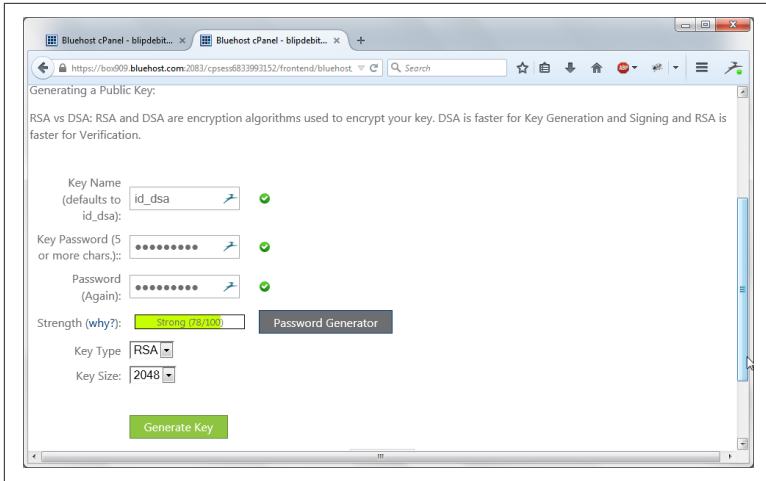 Bluehost cPanel - blipdebit... ×
Bluehost cPanel - blipdebit... ×
+
https://box909.bluehost.com:2083/cpsess6833993152/frontend/bluehost
Search
ABP
Generating a Public Key:
RSA vs DSA: RSA and DSA are encryption algorithms used to encrypt your key. DSA is faster for Key Generation and Signing and RSA is
faster for Verification.
Key Name
(defaults to
id_dsa):
id_dsa
Key Password (5
or more chars.)::
●●●●●●●●●
Password
(Again):
●●●●●●●●●
Strength (why?):
Strong (78/100)
Password Generator
Key Type
RSA
Key Size:
2048
Generate Key